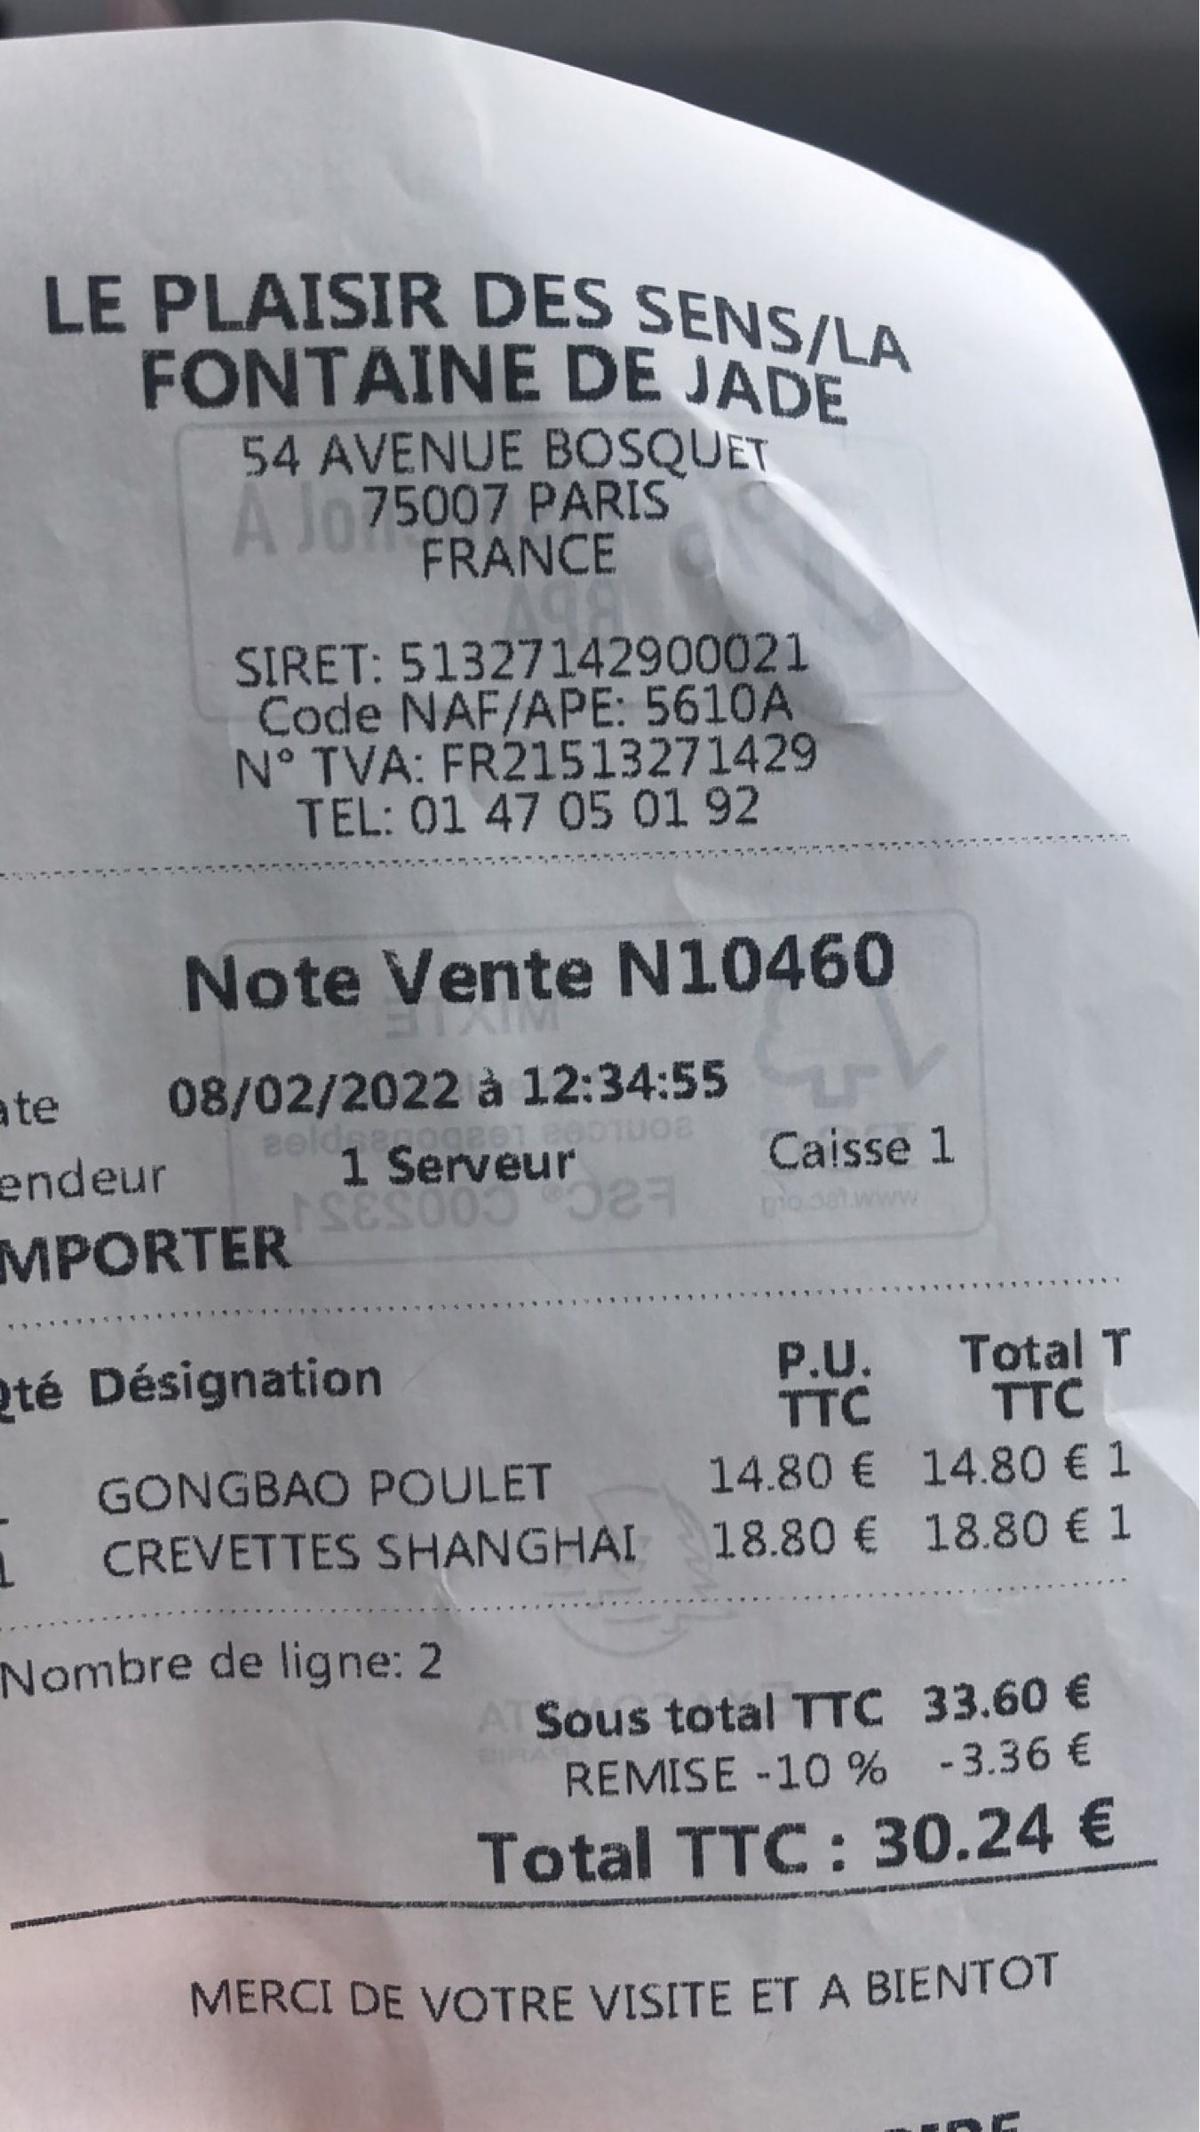 LE PLAISIR DES SENS/LA
FONTAINE DE JADE
54 AVENUE BOSQUET
75007 PARIS
FRANCE
SIRET: 51327142900021
Code NAF/APE: 5610A
N° TVA: FR21513271429
TEL: 01 47 05 01 92
Note Vente N10460
ate 08/02/2022 à 12:34:55
endeur 1 Serveur Caisse 1
MPORTER
Qté Désignation P.U. Total T
TTC TTC
GONGBAO POULET 14.80 € 14.80 € 1
1 CREVETTES SHANGHAI 18.80 € 18.80 € 1
Nombre de ligne: 2
Sous total TTC 33.60 €
REMISE -10 % -3.36 €
Total TTC : 30.24 €
MERCI DE VOTRE VISITE ET A BIENTOT